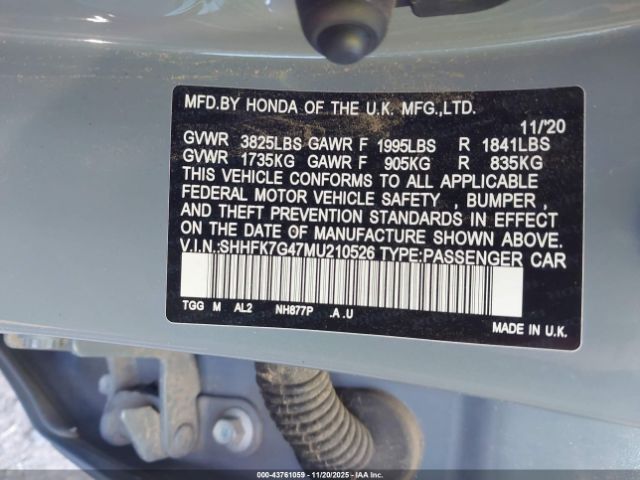 MFD.BY HONDA OF THE U.K. MFG.,LTD.
11/'20
GVWR 3825LBS GAWR F 1995LBS R 1841LBS
GVWR 1735KG GAWR F 905KG R 835KG
THIS VEHICLE CONFORMS TO ALL APPLICABLE
FEDERAL MOTOR VEHICLE SAFETY , BUMPER ,
AND THEFT PREVENTION STANDARDS IN EFFECT
ON THE DATE OF MANUFACTURE SHOWN ABOVE.
V.I.N.:SHHFK7G47MU210526 TYPE:PASSENGER CAR
TGG M AL2 NH877P .A .U
MADE IN U.K.
000-43761059 - 11/20/2025 - IAAI.COM